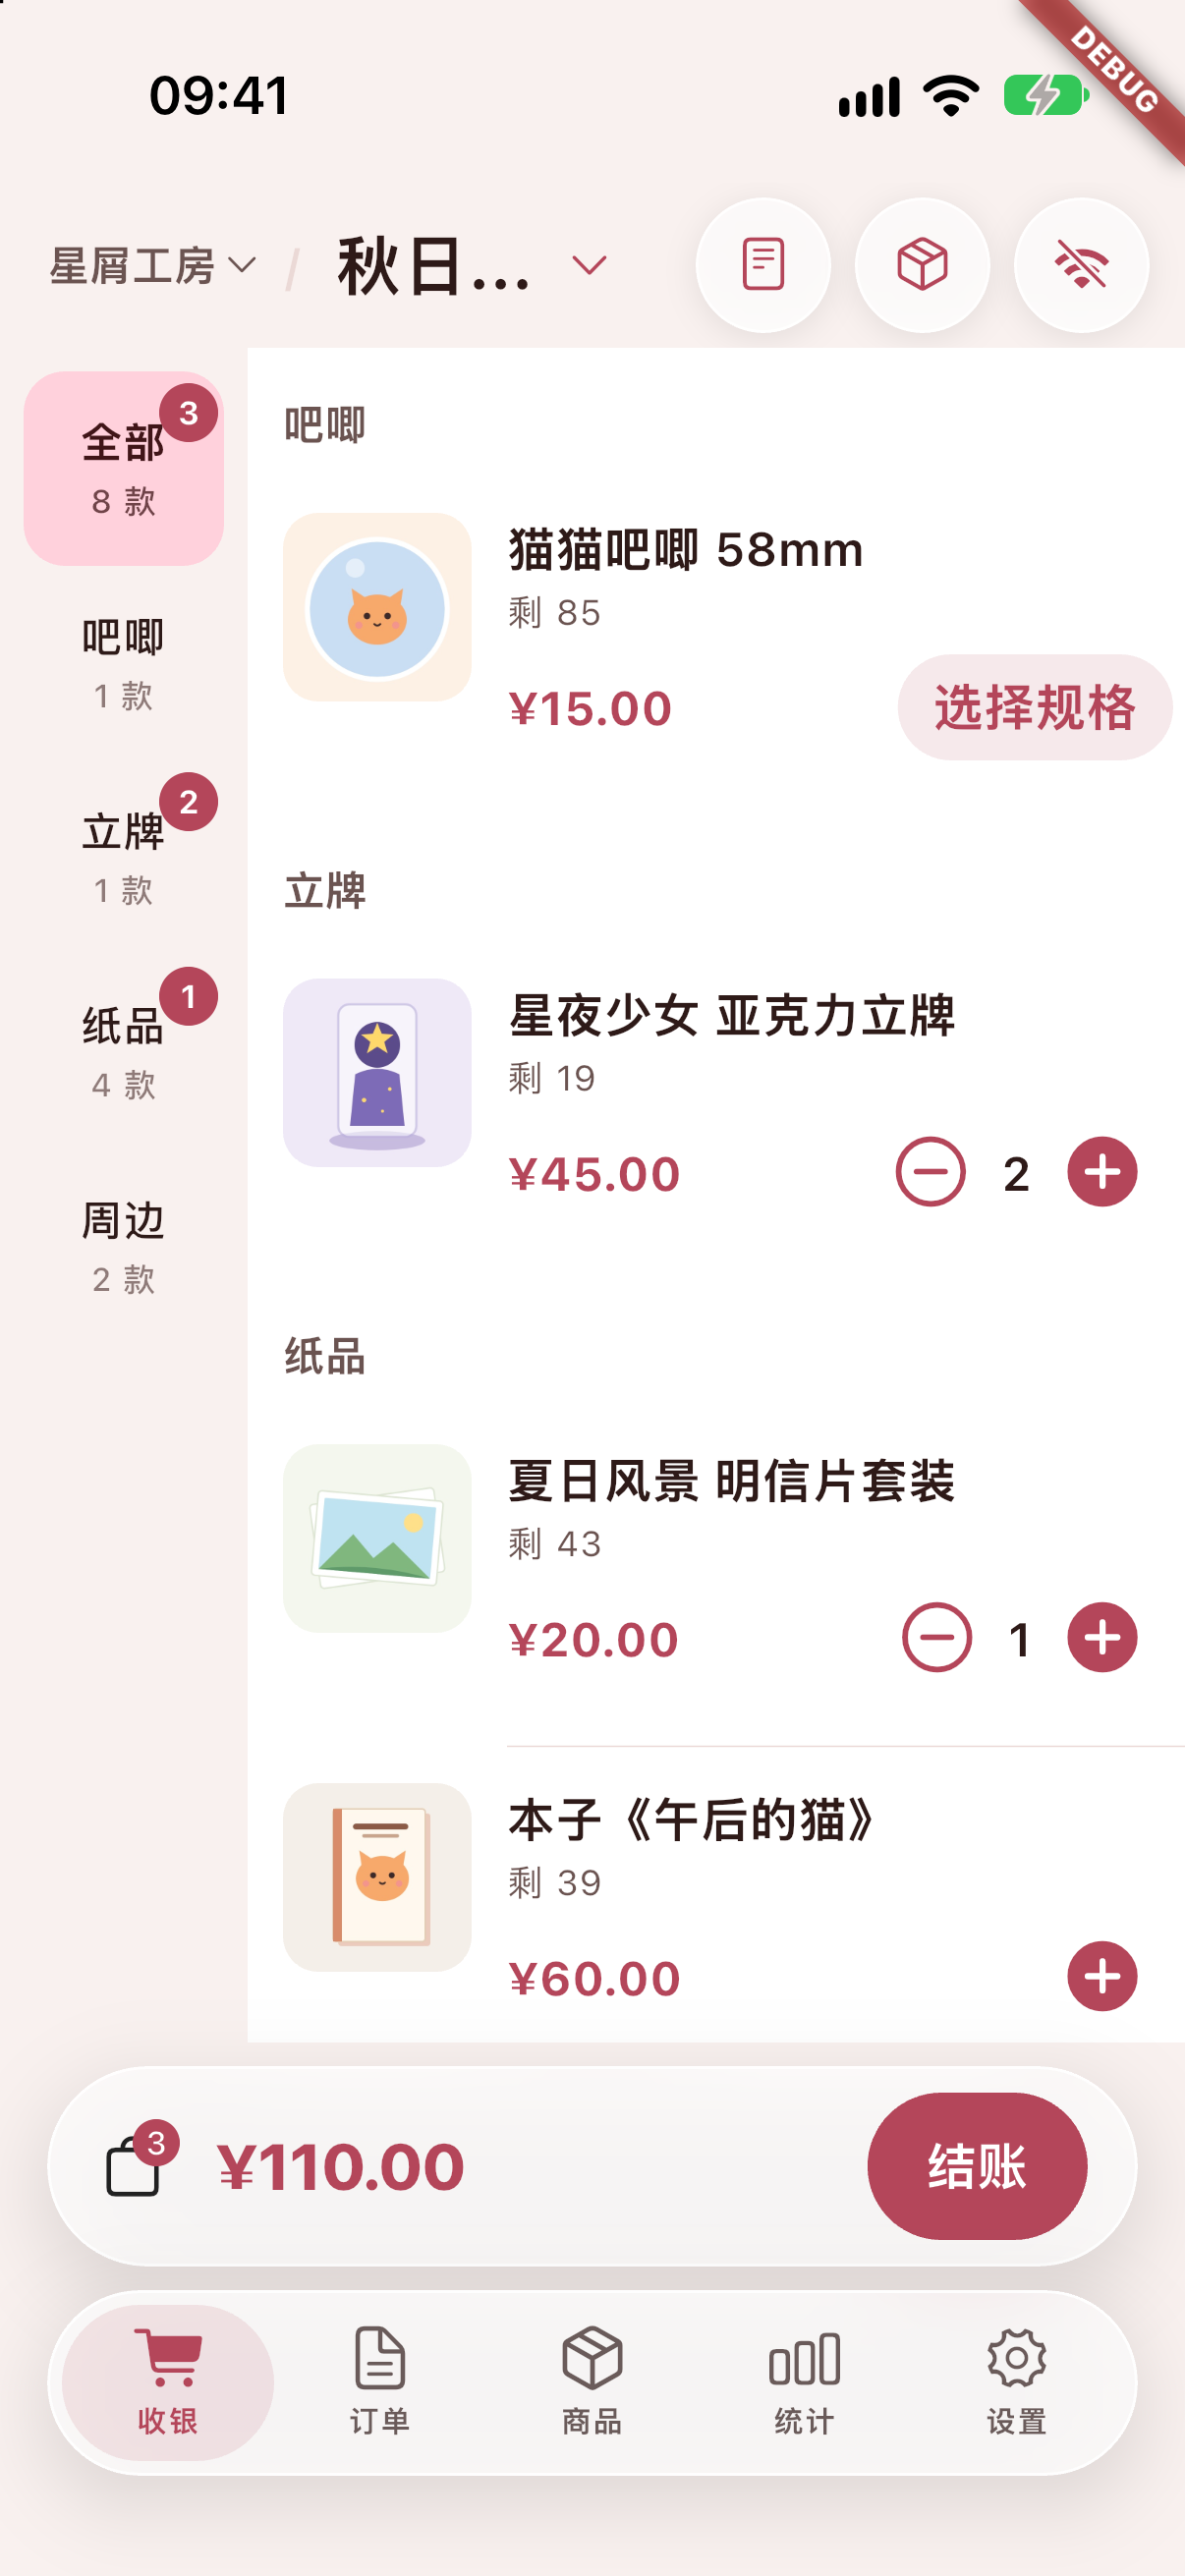 09:41
DEBUG
星屑工房 / 秋日...
全部 3
8 款
吧唧
1 款
立牌 2
1 款
纸品 1
4 款
周边
2 款
吧唧
猫猫吧唧 58mm
剩 85
¥15.00 选择规格
立牌
星夜少女 亚克力立牌
剩 19
¥45.00 2
纸品
夏日风景 明信片套装
剩 43
¥20.00 1
本子《午后的猫》
剩 39
¥60.00
3 ¥110.00 结账
收银 订单 商品 统计 设置